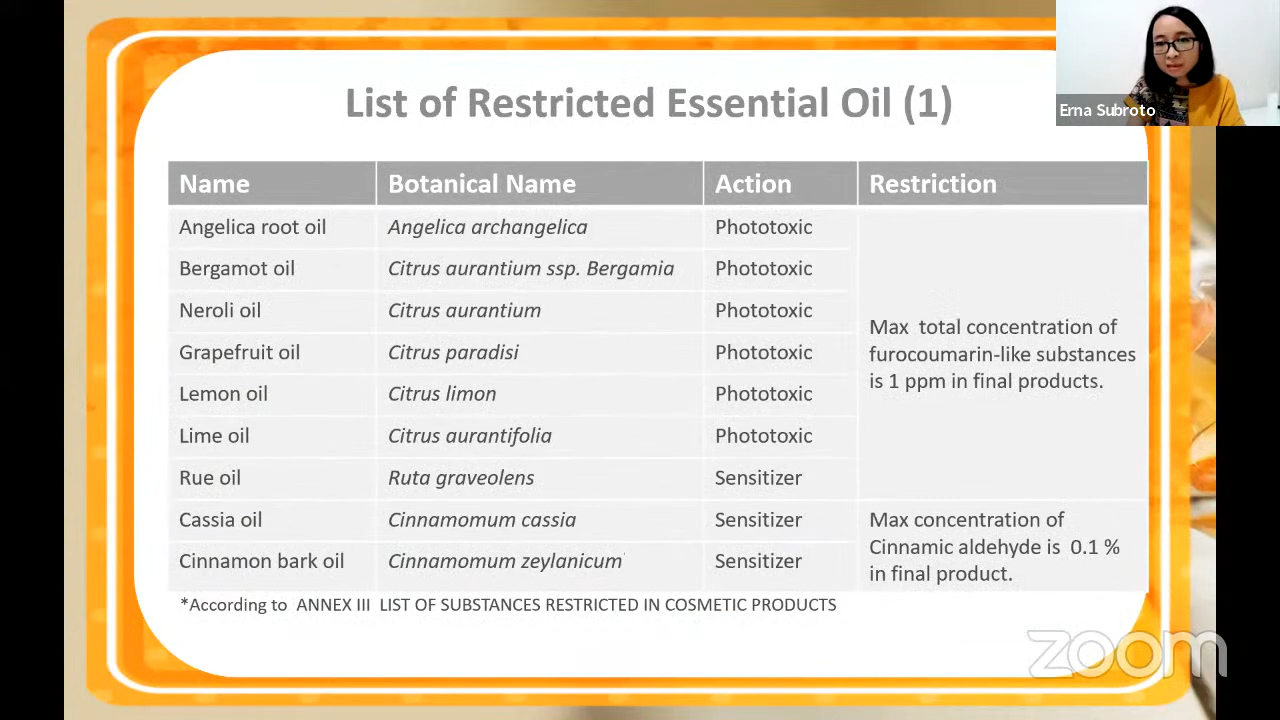 List of Restricted Essential Oil (1)
Erna Subroto
Name Botanical Name Action Restriction
Angelica root oil Angelica archangelica Phototoxic
Bergamot oil Citrus aurantium ssp. Bergamia Phototoxic
Neroli oil Citrus aurantium Phototoxic
Grapefruit oil Citrus paradisi Phototoxic
Lemon oil Citrus limon Phototoxic
Lime oil Citrus aurantifolia Phototoxic
Rue oil Ruta graveolens Sensitizer
Max total concentration of
furocoumarin-like substances
is 1 ppm in final products.
Cassia oil Cinnamomum cassia Sensitizer
Cinnamon bark oil Cinnamomum zeylanicum Sensitizer
Max concentration of
Cinnamic aldehyde is 0.1 %
in final product.
*According to ANNEX III LIST OF SUBSTANCES RESTRICTED IN COSMETIC PRODUCTS
zoom